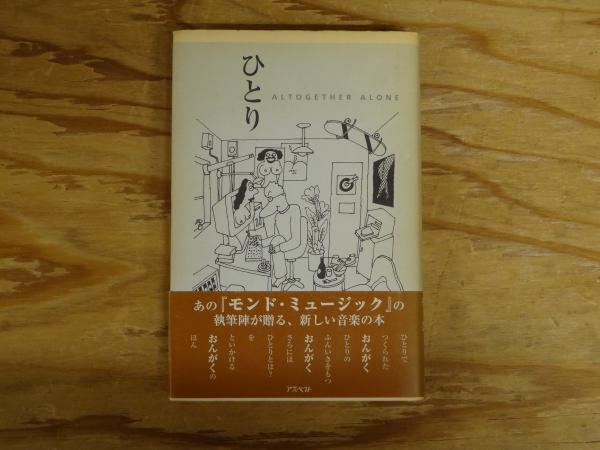 ひとり
ALTOGETHER ALONE
あの『モンド・ミュージック』の
執筆陣が贈る、新しい音楽の本
ひとりで
つくられた
おんがく
ひとりの
ふんいきをもつ
おんがく
さらには
ひとりとは?
を
といかける
おんがくの
ほん
アスペクト